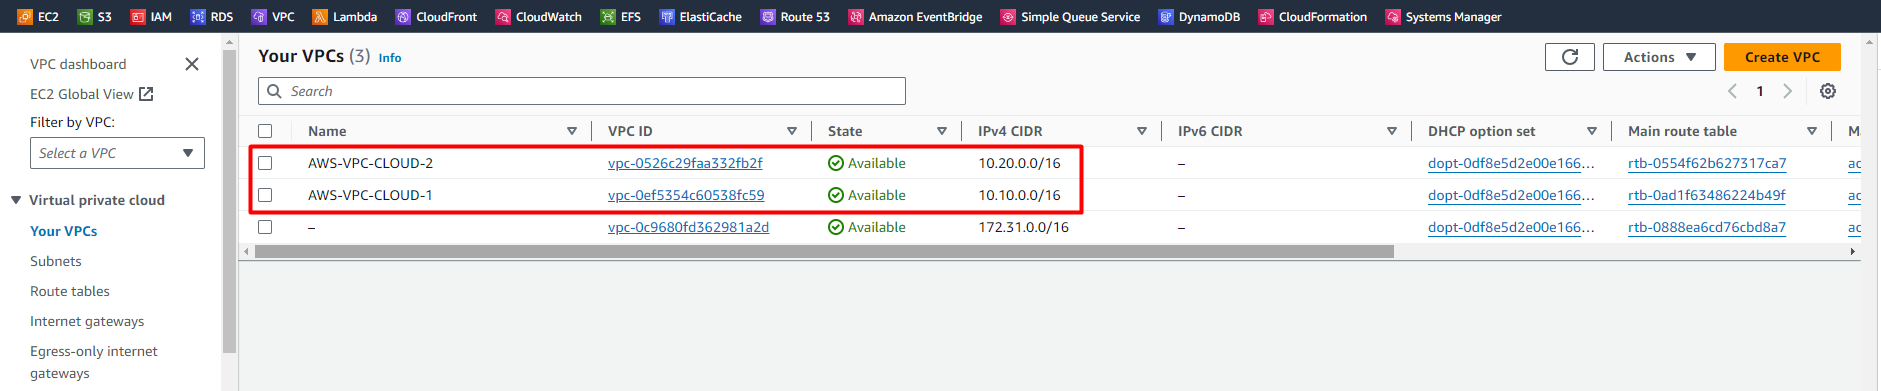 EC2 S3 IAM RDS VPC Lambda CloudFront CloudWatch EFS ElastiCache Route 53 Amazon EventBridge Simple Queue Service DynamoDB CloudFormation Systems Manager
VPC dashboard
EC2 Global View
Filter by VPC:
Select a VPC
Virtual private cloud
Your VPCs
Subnets
Route tables
Internet gateways
Egress-only internet
gateways
Your VPCs (3) Info
Actions
Create VPC
Search
1
Name VPC ID State IPv4 CIDR IPv6 CIDR DHCP option set Main route table M
AWS-VPC-CLOUD-2 vpc-0526c29faa332fb2f Available 10.20.0.0/16 – dopt-0df8e5d2e00e166... rtb-0554f62b627317ca7 ac
AWS-VPC-CLOUD-1 vpc-0ef5354c60538fc59 Available 10.10.0.0/16 – dopt-0df8e5d2e00e166... rtb-0ad1f63486224b49f ac
– vpc-0c9680fd362981a2d Available 172.31.0.0/16 – dopt-0df8e5d2e00e166... rtb-0888ea6cd76cbd8a7 ac